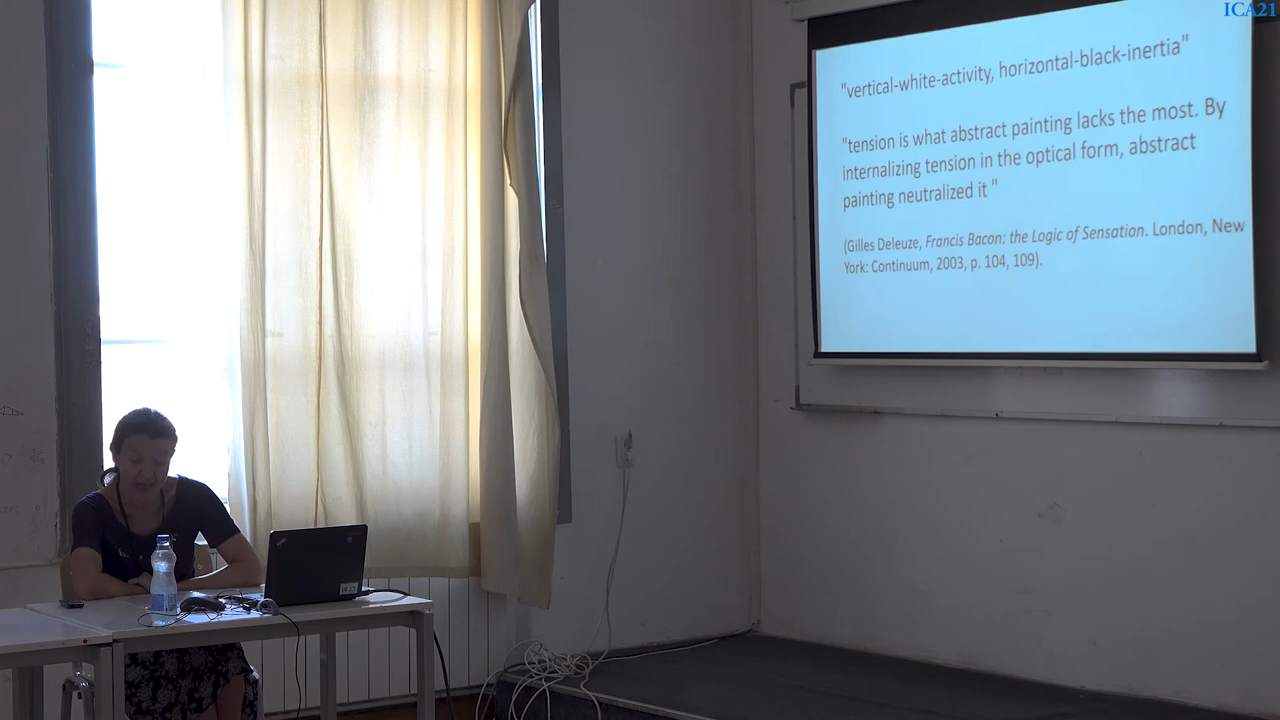 ICA21
"vertical-white-activity, horizontal-black-inertia"
"tension is what abstract painting lacks the most. By
internalizing tension in the optical form, abstract
painting neutralized it "
(Gilles Deleuze, Francis Bacon: the Logic of Sensation. London, New
York: Continuum, 2003, p. 104, 109).